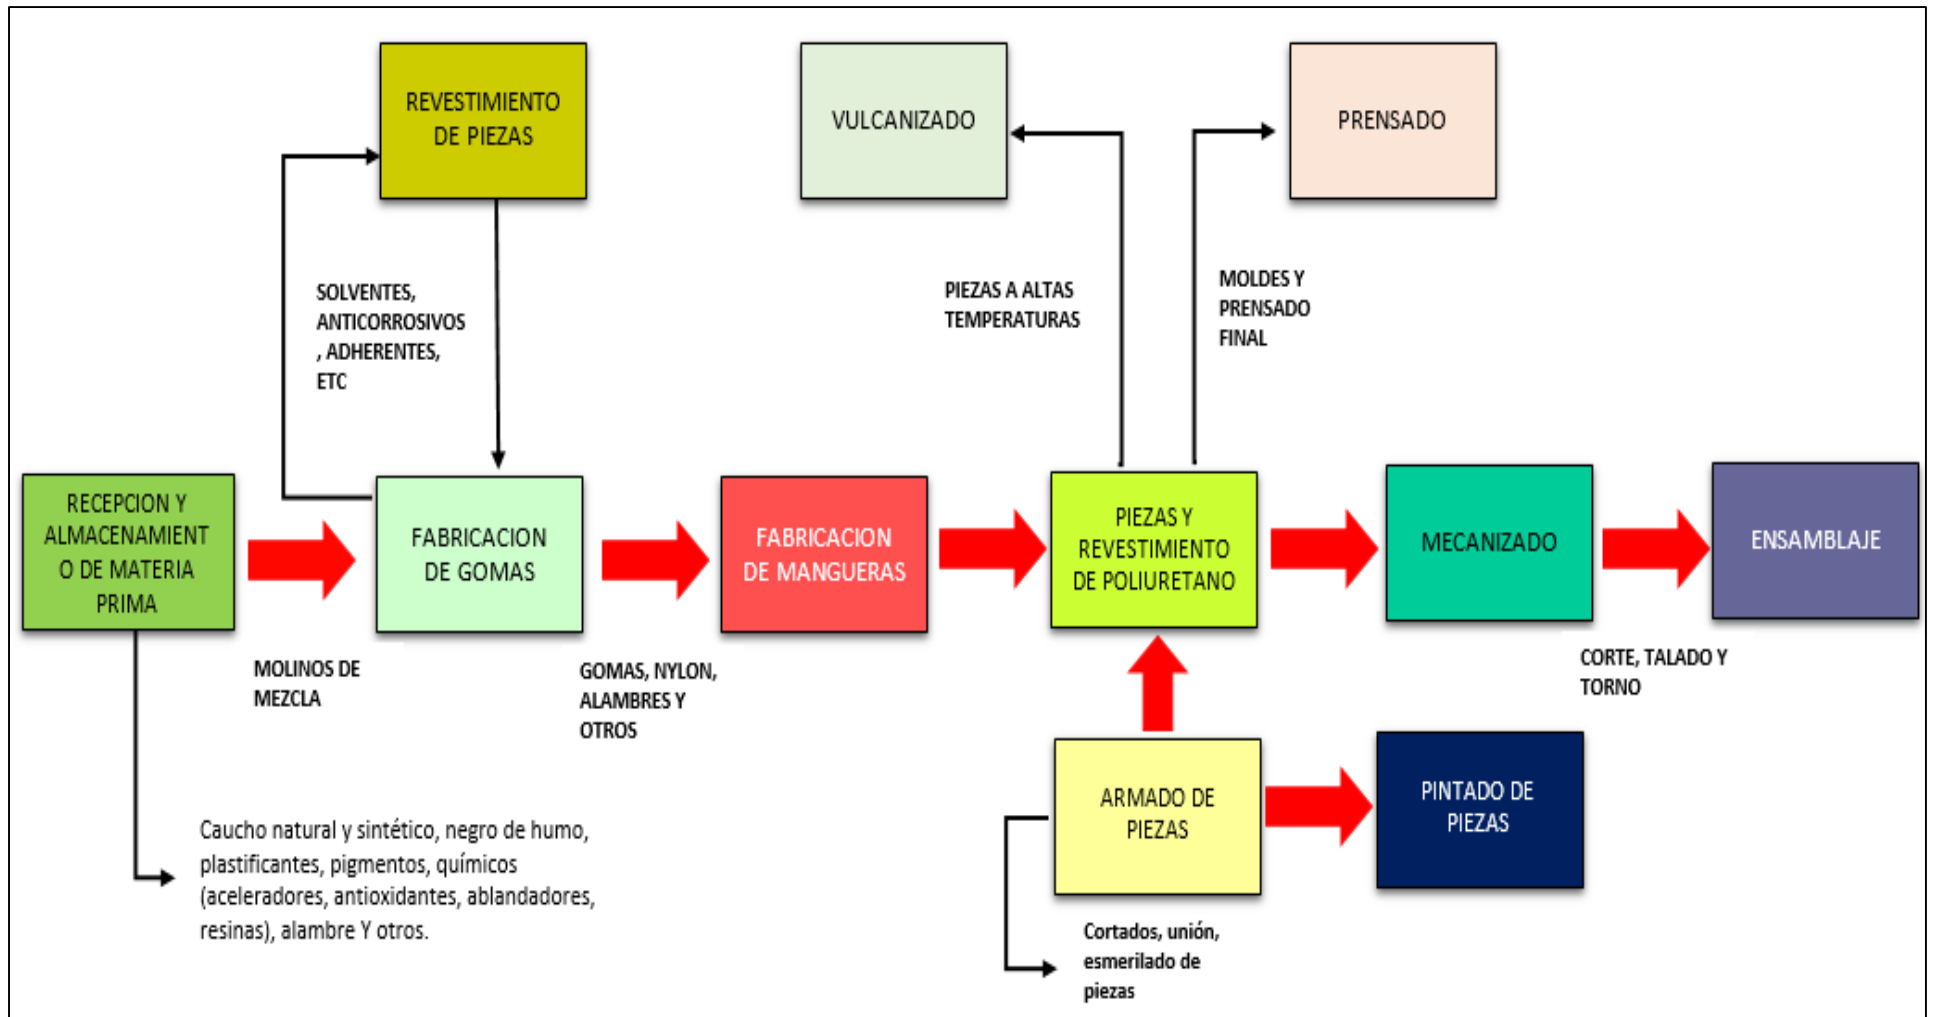 REVESTIMIENTO
DE PIEZAS
VULCANIZADO
PRENSADO
SOLVENTES,
ANTICORROSIVOS
, ADHERENTES,
ETC
PIEZAS A ALTAS
TEMPERATURAS
MOLDES Y
PRENSADO
FINAL
RECEPCION Y
ALMACENAMIENT
O DE MATERIA
PRIMA
FABRICACION
DE GOMAS
FABRICACION
DE MANGUERAS
PIEZAS Y
REVESTIMIENTO
DE POLIURETANO
MECANIZADO
ENSAMBLAJE
MOLINOS DE
MEZCLA
GOMAS, NYLON,
ALAMBRES Y
OTROS
CORTE, TALADO Y
TORNO
ARMADO DE
PIEZAS
PINTADO DE
PIEZAS
Caucho natural y sintético, negro de humo,
plastificantes, pigmentos, químicos
(aceleradores, antioxidantes, ablandadores,
resinas), alambre Y otros.
Cortados, unión,
esmerilado de
piezas